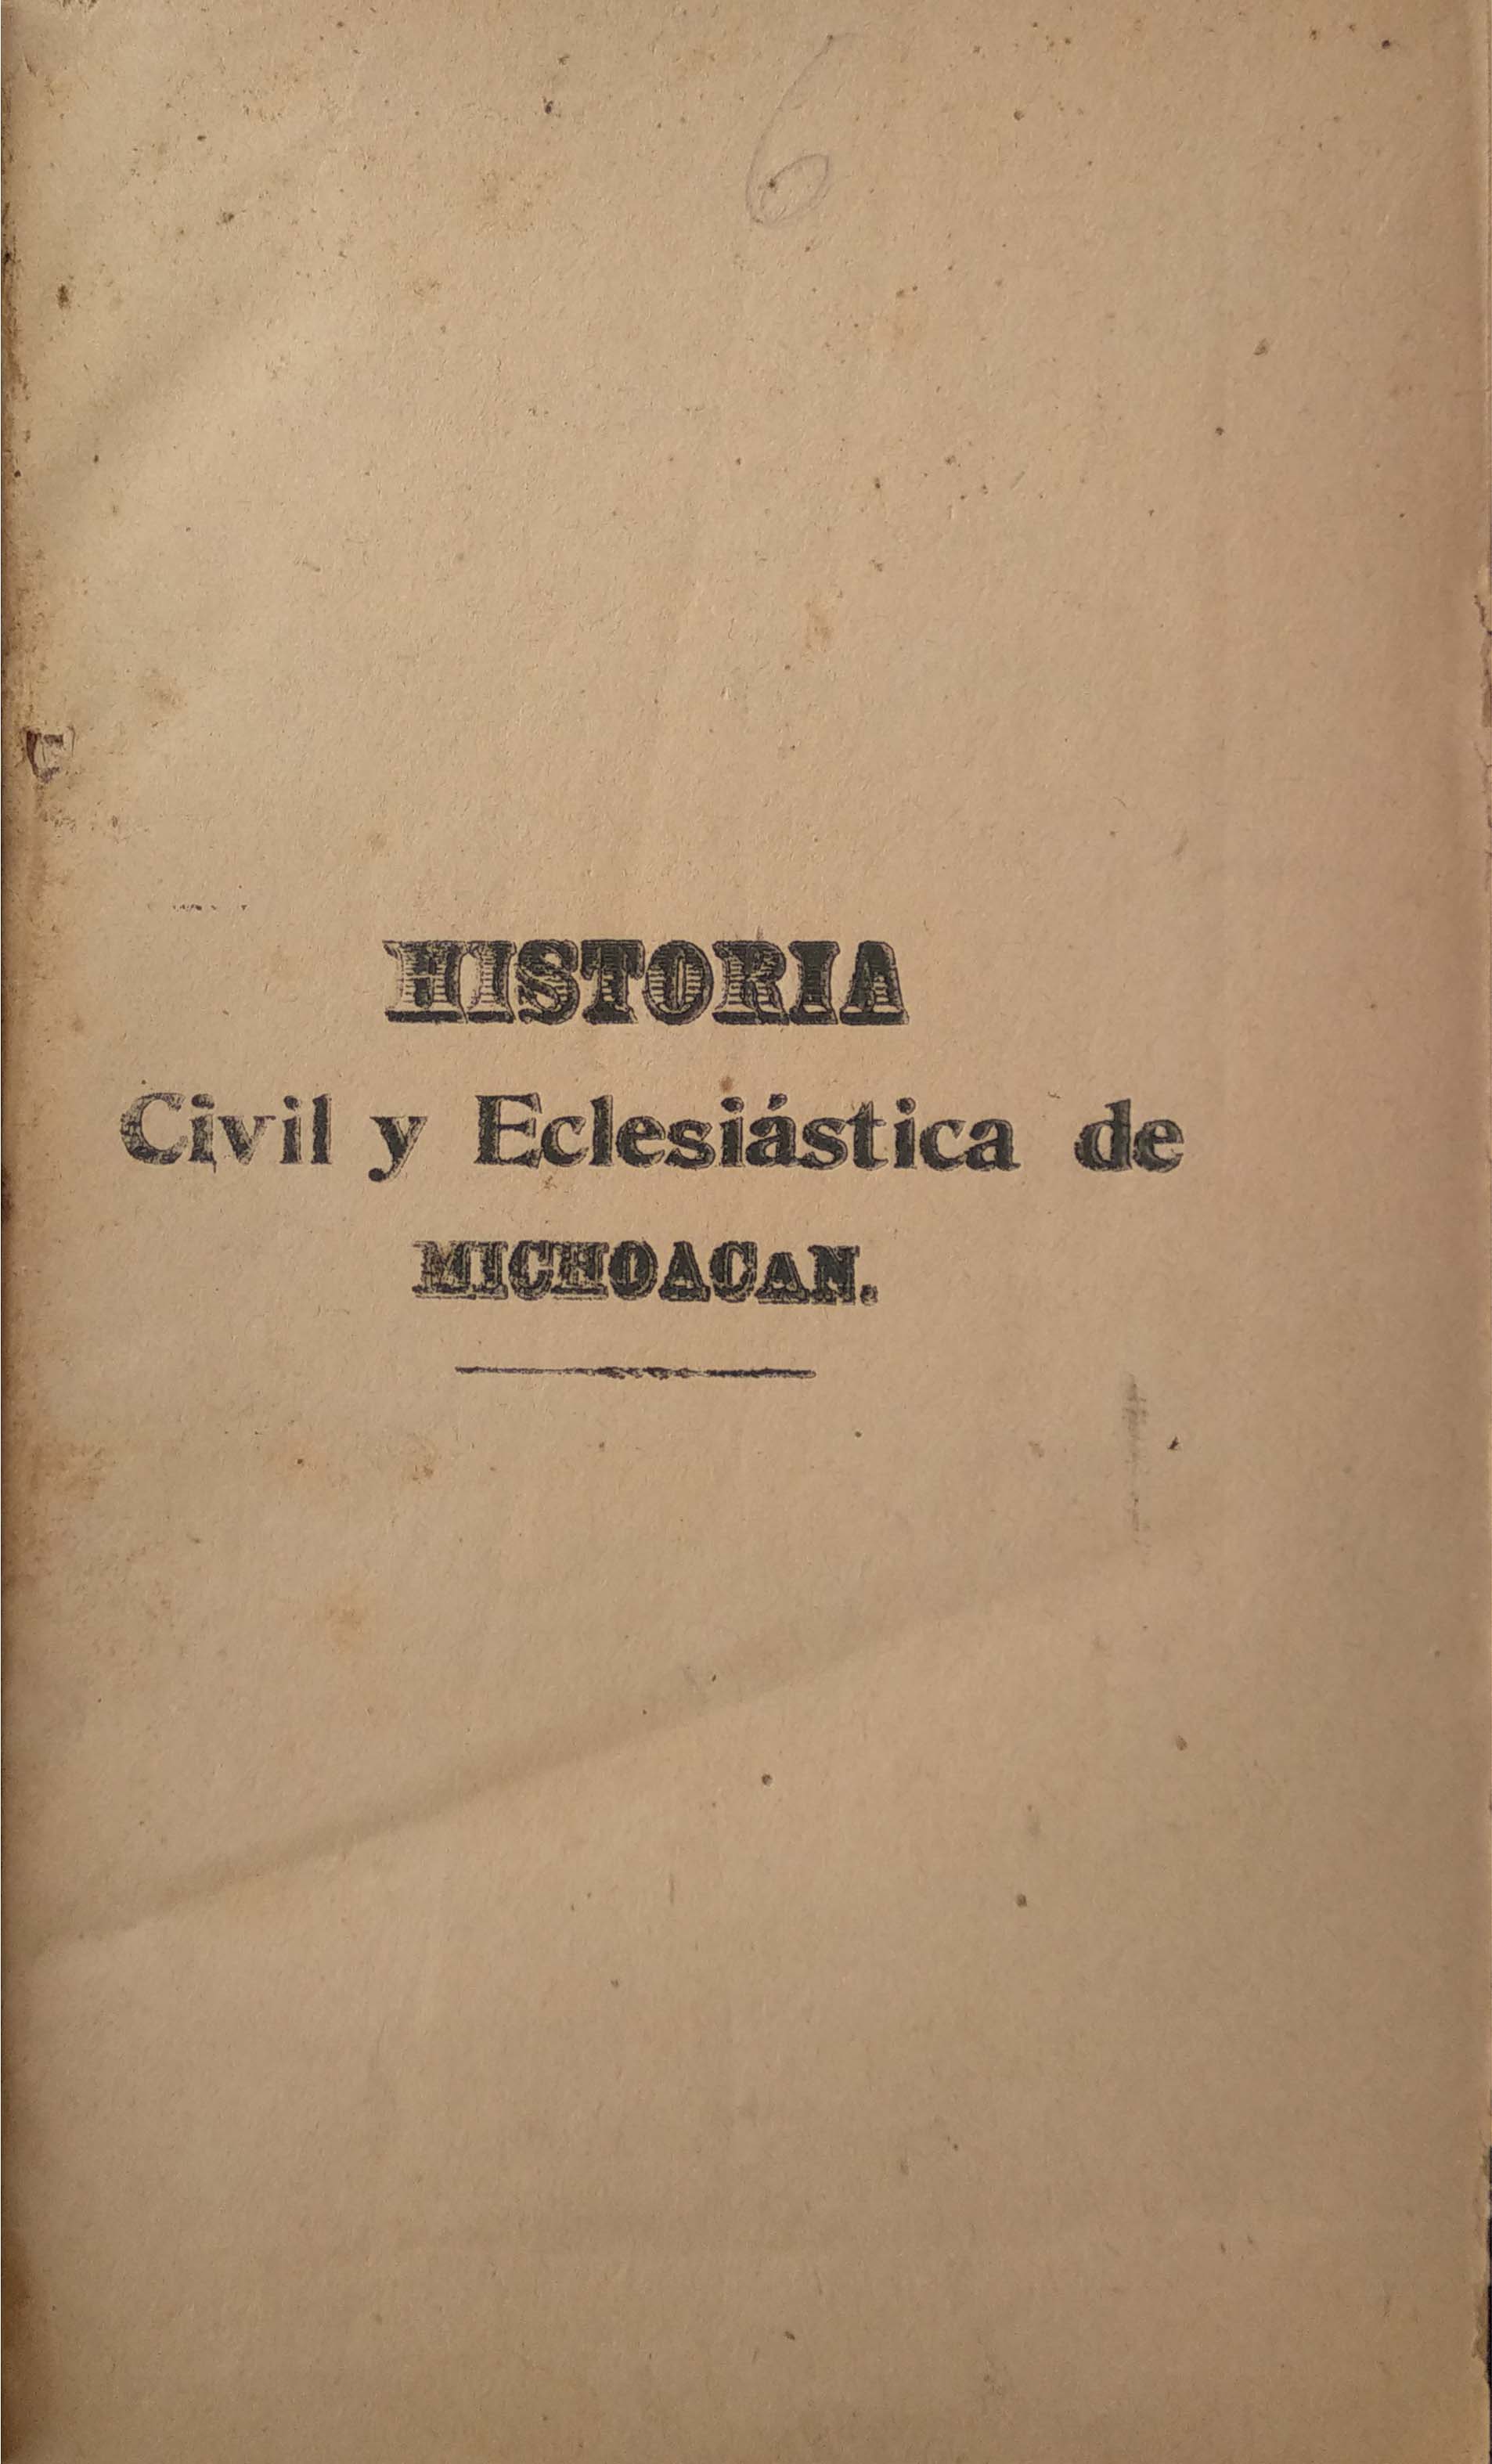 6
HISTORIA
Civil y Eclesiástica de
MICHOACAN.